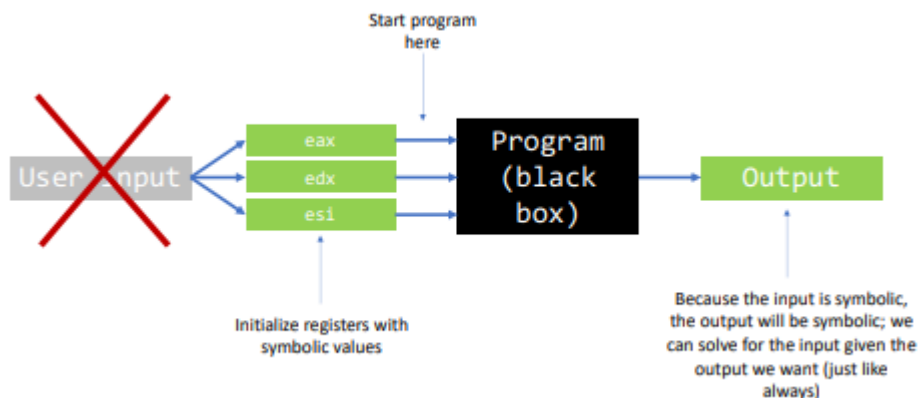 Start program
here
User Input
eax
edx
esi
Program
(black
box)
Output
Initialize registers with
symbolic values
Because the input is symbolic,
the output will be symbolic; we
can solve for the input given the
output we want (just like
always)